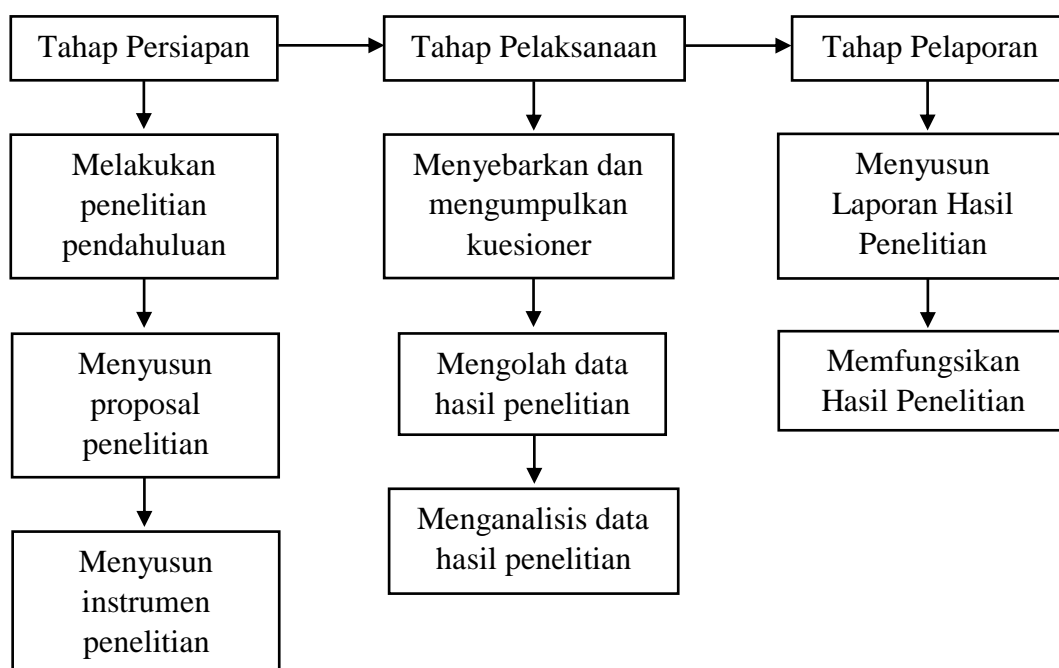 Tahap Persiapan
Melakukan
penelitian
pendahuluan
Menyusun
proposal
penelitian
Menyusun
instrumen
penelitian
Tahap Pelaksanaan
Menyebarkan dan
mengumpulkan
kuesioner
Mengolah data
hasil penelitian
Menganalisis data
hasil penelitian
Tahap Pelaporan
Menyusun
Laporan Hasil
Penelitian
Memfungsikan
Hasil Penelitian